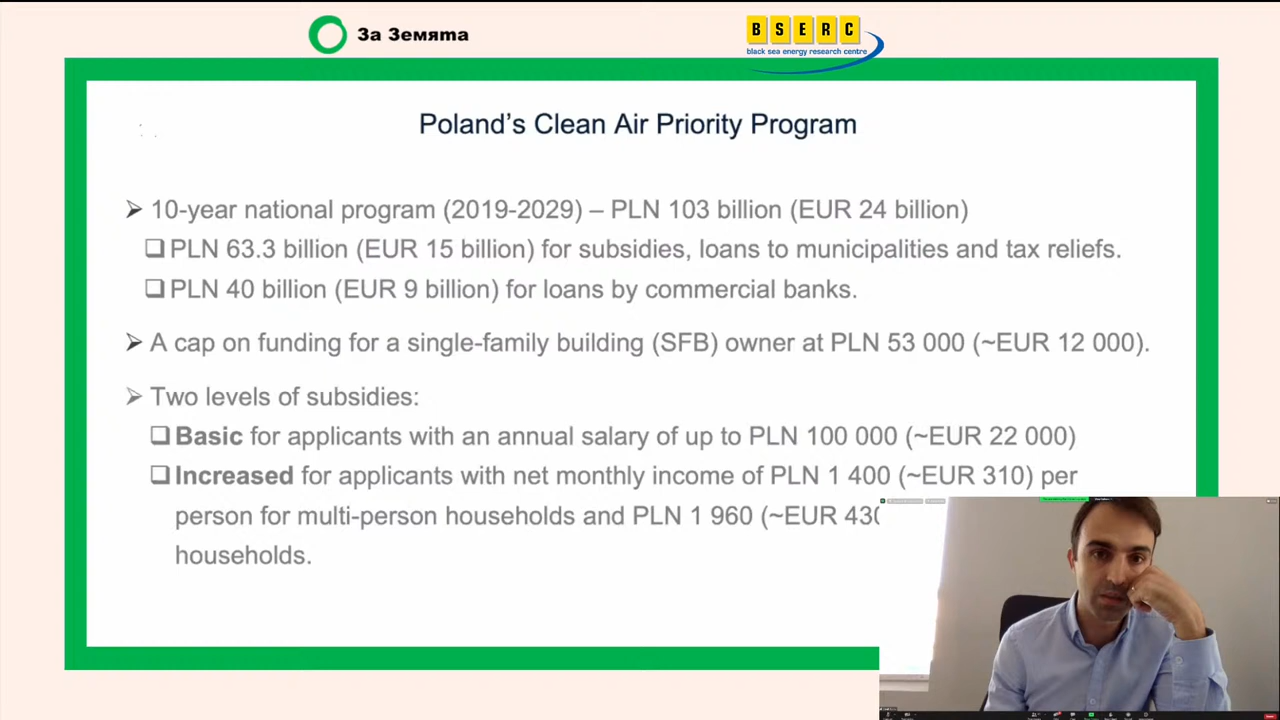 За Земята
BSERC
black sea energy research centre
Poland's Clean Air Priority Program
➢ 10-year national program (2019-2029) – PLN 103 billion (EUR 24 billion)
❑ PLN 63.3 billion (EUR 15 billion) for subsidies, loans to municipalities and tax reliefs.
❑ PLN 40 billion (EUR 9 billion) for loans by commercial banks.
➢ A cap on funding for a single-family building (SFB) owner at PLN 53 000 (~EUR 12 000).
➢ Two levels of subsidies:
❑ Basic for applicants with an annual salary of up to PLN 100 000 (~EUR 22 000)
❑ Increased for applicants with net monthly income of PLN 1 400 (~EUR 310) per
person for multi-person households and PLN 1 960 (~EUR 430
households.